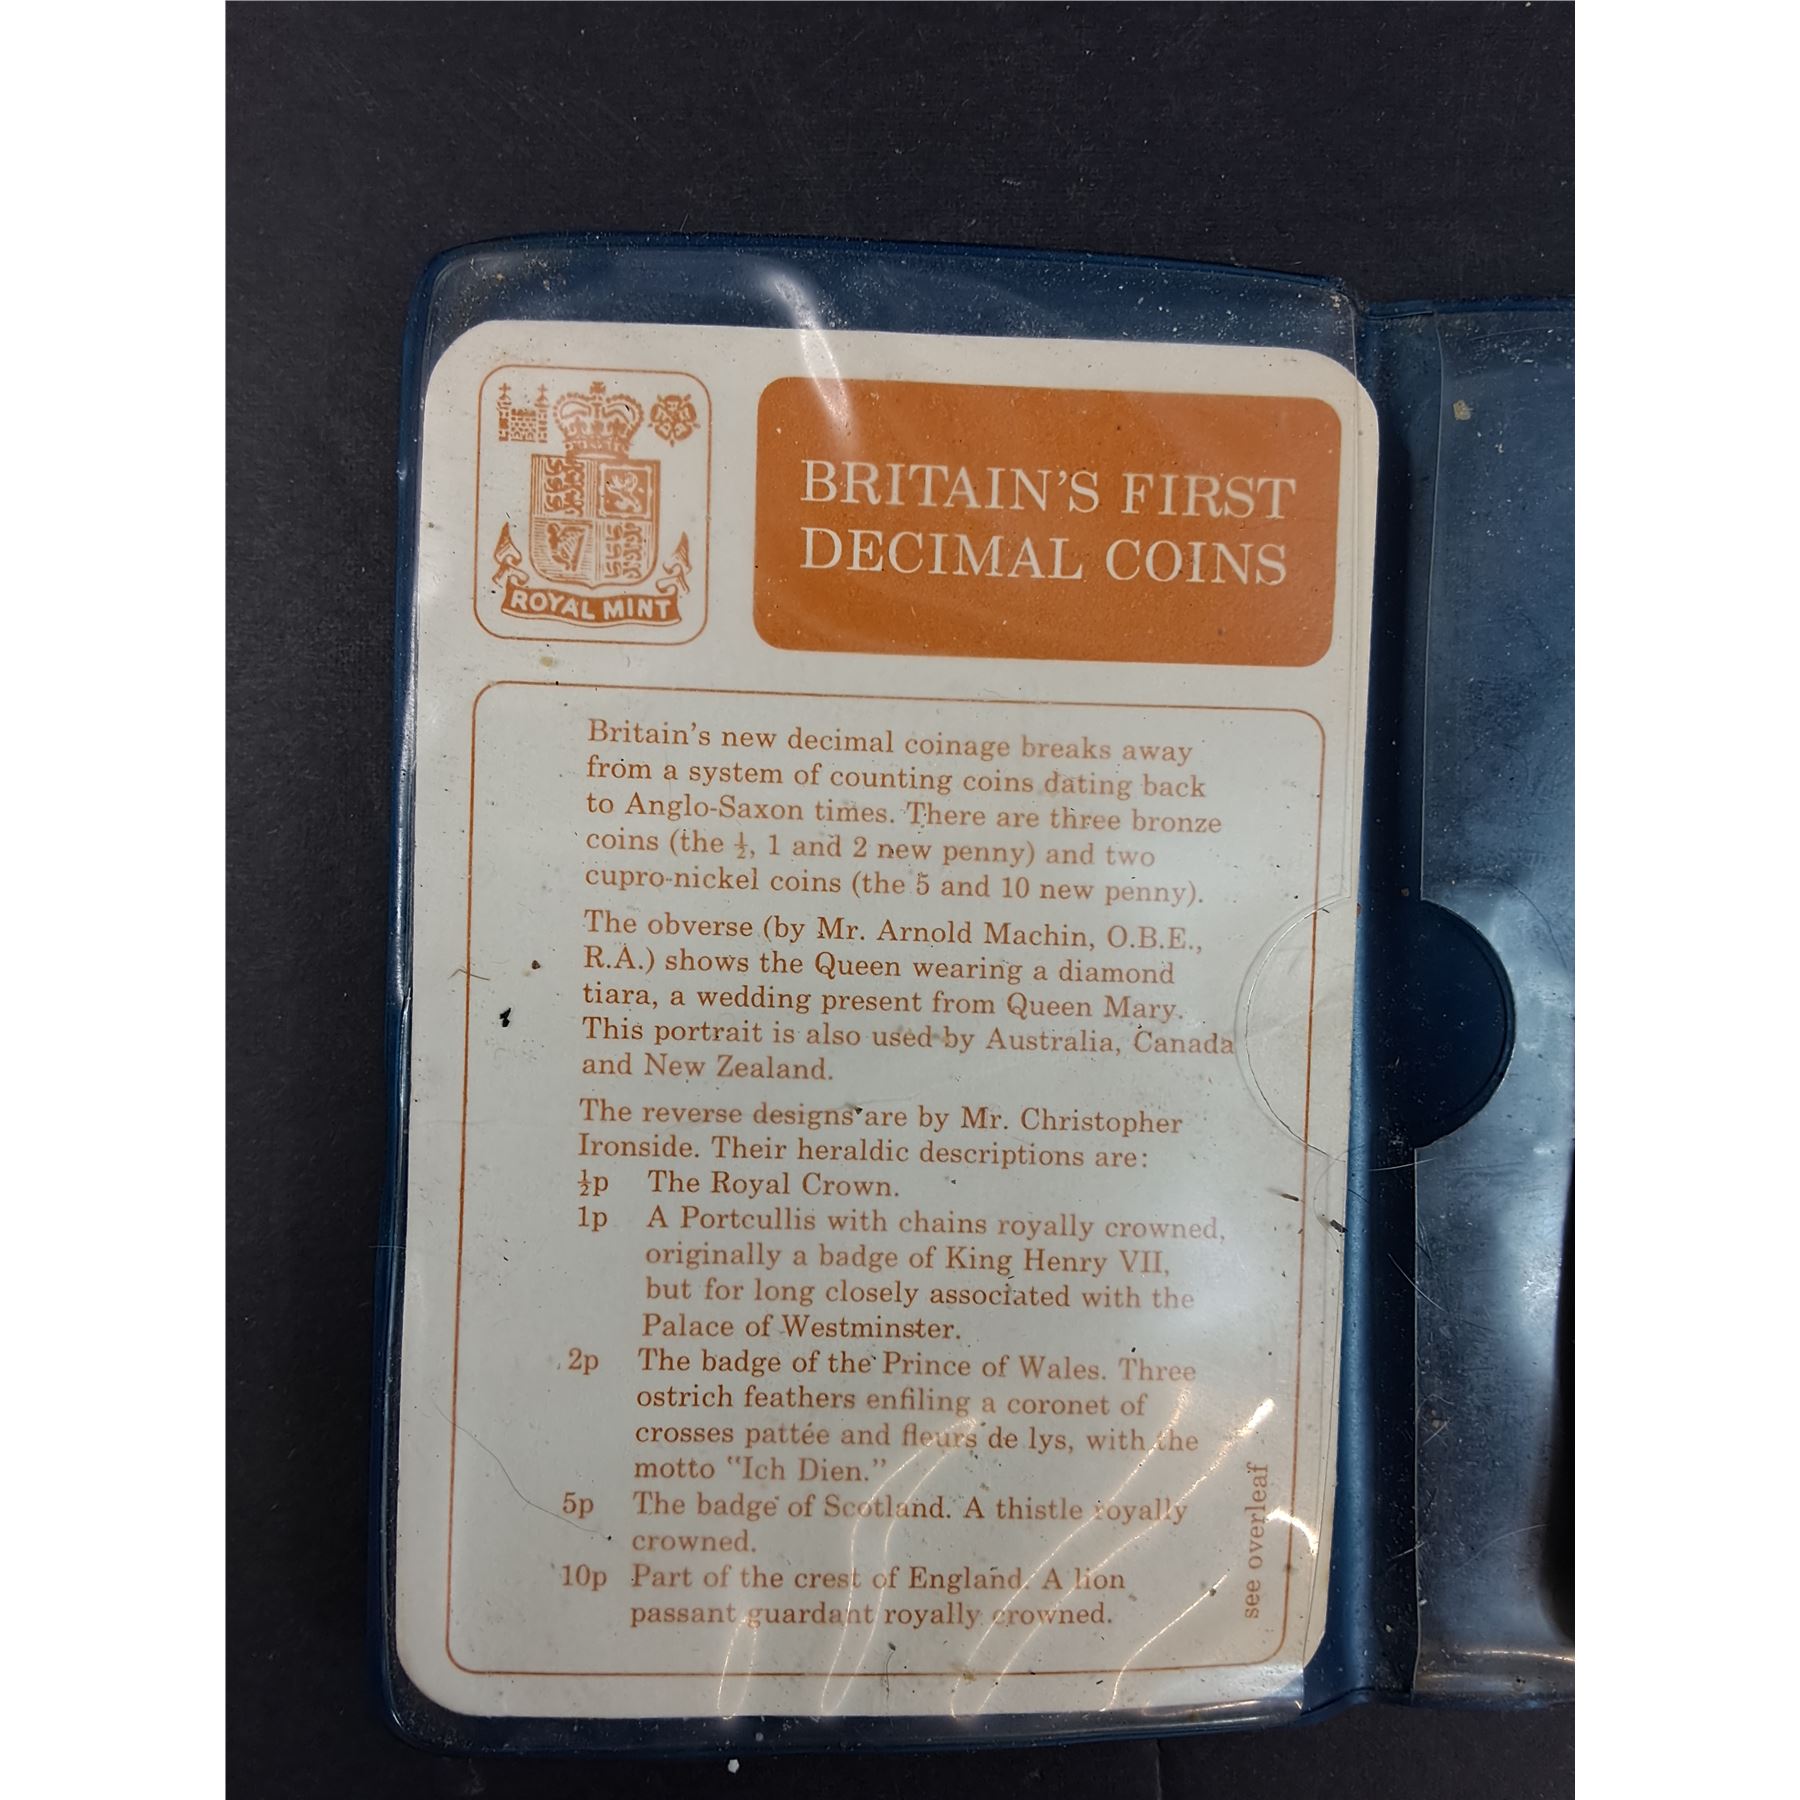 ROYAL MINT
BRITAIN'S FIRST
DECIMAL COINS
Britain's new decimal coinage breaks away
from a system of counting coins dating back
to Anglo-Saxon times. There are three bronze
coins (the ½, 1 and 2 new penny) and two
cupro-nickel coins (the 5 and 10 new penny).
The obverse (by Mr. Arnold Machin, O.B.E.,
R.A.) shows the Queen wearing a diamond
tiara, a wedding present from Queen Mary.
This portrait is also used by Australia, Canada
and New Zealand.
The reverse designs are by Mr. Christopher
Ironside. Their heraldic descriptions are:
½p The Royal Crown.
1p A Portcullis with chains royally crowned,
originally a badge of King Henry VII,
but for long closely associated with the
Palace of Westminster.
2p The badge of the Prince of Wales. Three
ostrich feathers enfiling a coronet of
crosses pattée and fleurs de lys, with the
motto "Ich Dien."
5p The badge of Scotland. A thistle royally
crowned.
10p Part of the crest of England. A lion
passant guardant royally crowned.
see overleaf